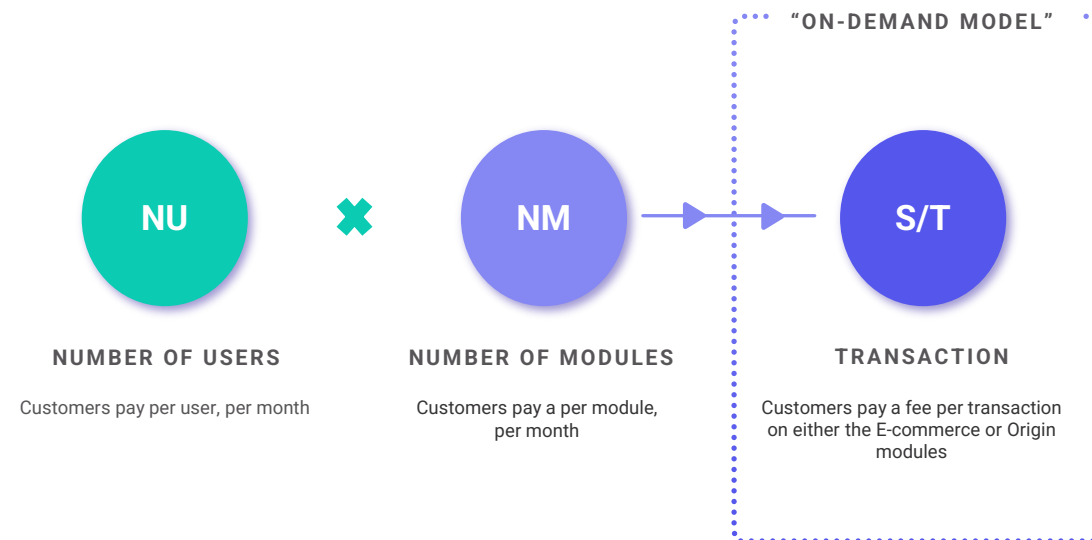 “ON-DEMAND MODEL”
NU
NM
S/T
NUMBER OF USERS
Customers pay per user, per month
NUMBER OF MODULES
Customers pay a per module,
per month
TRANSACTION
Customers pay a fee per transaction
on either the E-commerce or Origin
modules